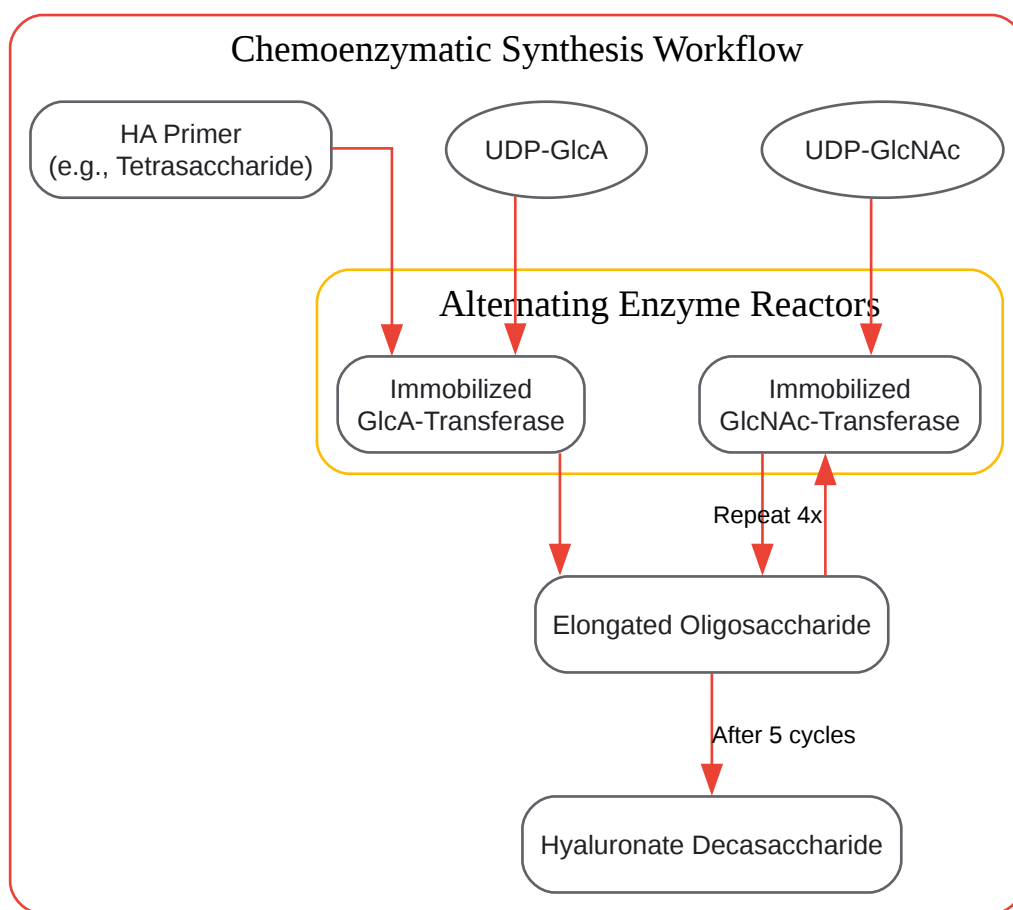 Chemoenzymatic Synthesis Workflow
HA Primer
(e.g., Tetrasaccharide)
UDP-GlcA
UDP-GlcNAc
Alternating Enzyme Reactors
Immobilized
GlcA-Transferase
Immobilized
GlcNAc-Transferase
Repeat 4x
Elongated Oligosaccharide
After 5 cycles
Hyaluronate Decasaccharide